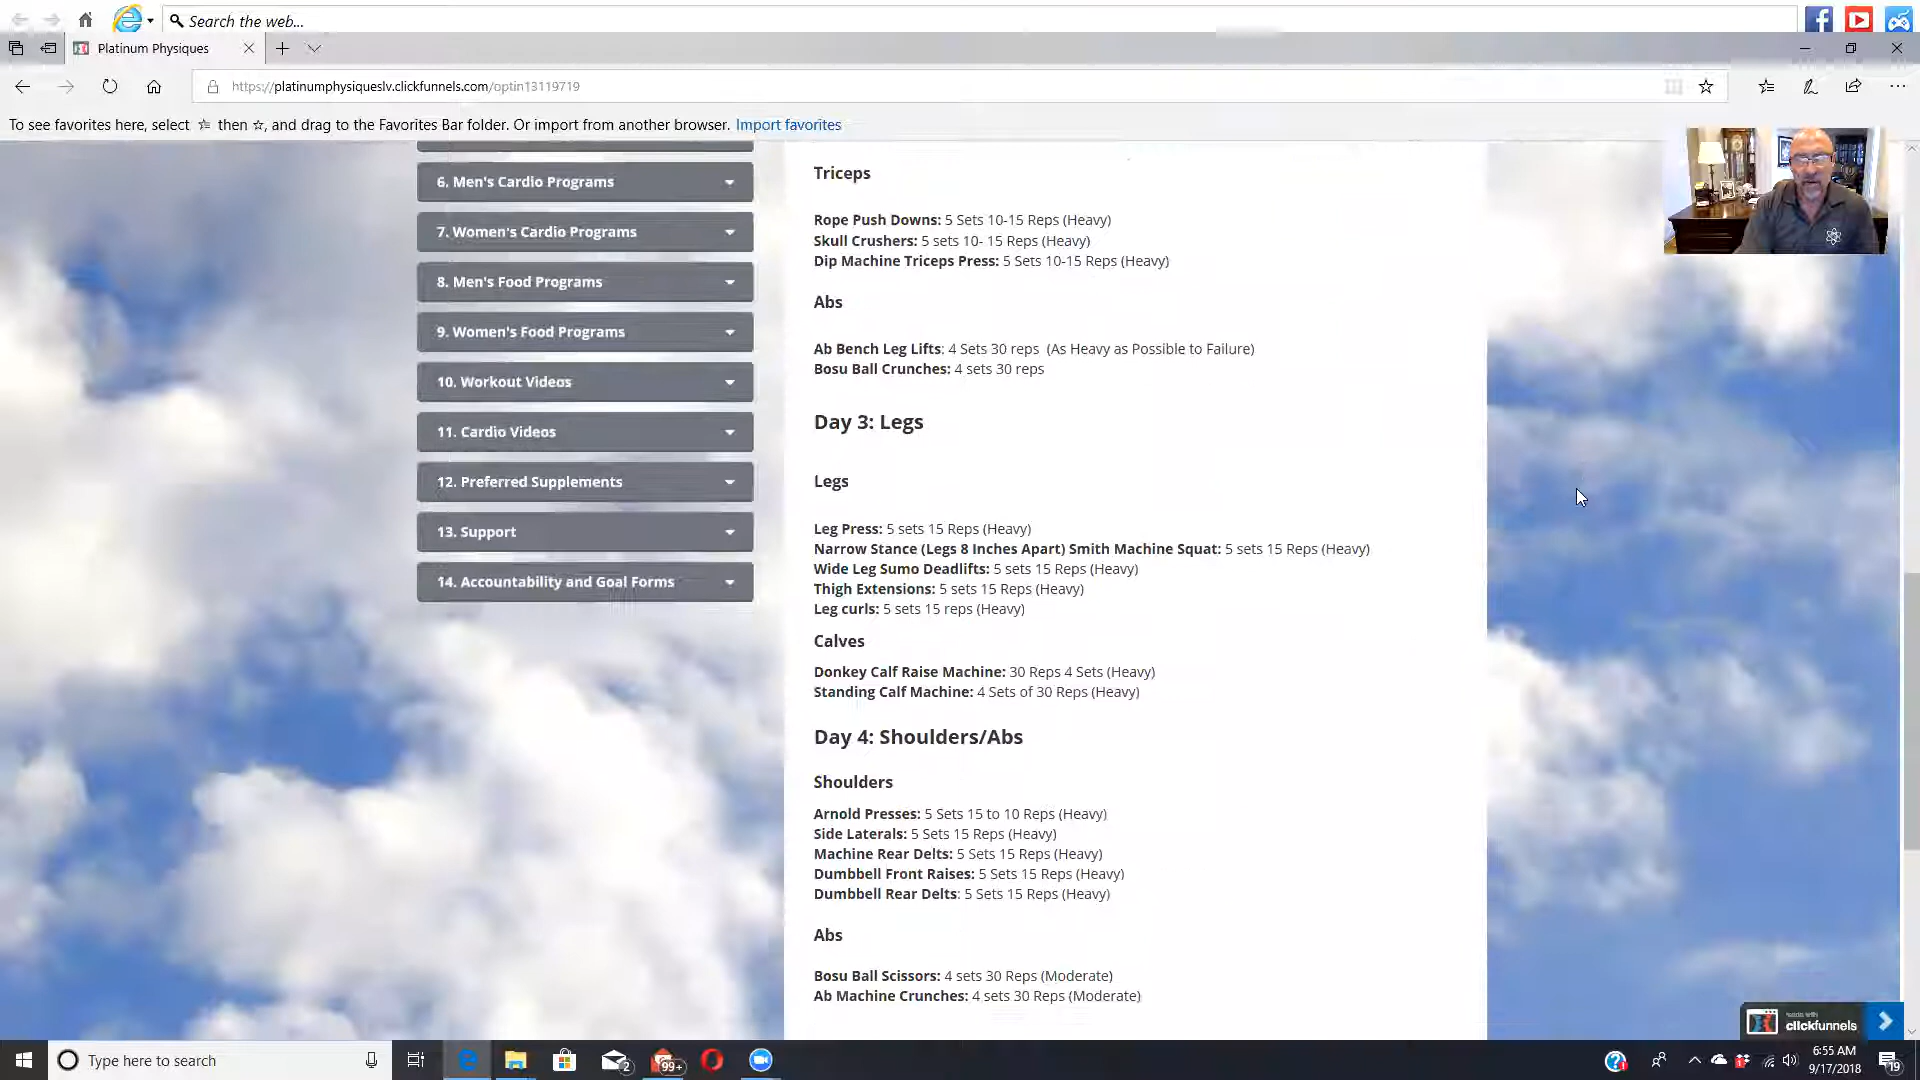 Search the web...
Platinum Physiques
https://platinumphysiqueslv.clickfunnels.com/optin13119719
To see favorites here, select then ☆, and drag to the Favorites Bar folder. Or import from another browser. Import favorites
6. Men's Cardio Programs
7. Women's Cardio Programs
8. Men's Food Programs
9. Women's Food Programs
10. Workout Videos
11. Cardio Videos
12. Preferred Supplements
13. Support
14. Accountability and Goal Forms
Triceps
Rope Push Downs: 5 Sets 10-15 Reps (Heavy)
Skull Crushers: 5 sets 10- 15 Reps (Heavy)
Dip Machine Triceps Press: 5 Sets 10-15 Reps (Heavy)
Abs
Ab Bench Leg Lifts: 4 Sets 30 reps (As Heavy as Possible to Failure)
Bosu Ball Crunches: 4 sets 30 reps
Day 3: Legs
Legs
Leg Press: 5 sets 15 Reps (Heavy)
Narrow Stance (Legs 8 Inches Apart) Smith Machine Squat: 5 sets 15 Reps (Heavy)
Wide Leg Sumo Deadlifts: 5 sets 15 Reps (Heavy)
Thigh Extensions: 5 sets 15 Reps (Heavy)
Leg curls: 5 sets 15 reps (Heavy)
Calves
Donkey Calf Raise Machine: 30 Reps 4 Sets (Heavy)
Standing Calf Machine: 4 Sets of 30 Reps (Heavy)
Day 4: Shoulders/Abs
Shoulders
Arnold Presses: 5 Sets 15 to 10 Reps (Heavy)
Side Laterals: 5 Sets 15 Reps (Heavy)
Machine Rear Delts: 5 Sets 15 Reps (Heavy)
Dumbbell Front Raises: 5 Sets 15 Reps (Heavy)
Dumbbell Rear Delts: 5 Sets 15 Reps (Heavy)
Abs
Bosu Ball Scissors: 4 sets 30 Reps (Moderate)
Ab Machine Crunches: 4 sets 30 Reps (Moderate)
clickfunnels
Type here to search
2
99+
6:55 AM
9/17/2018
19